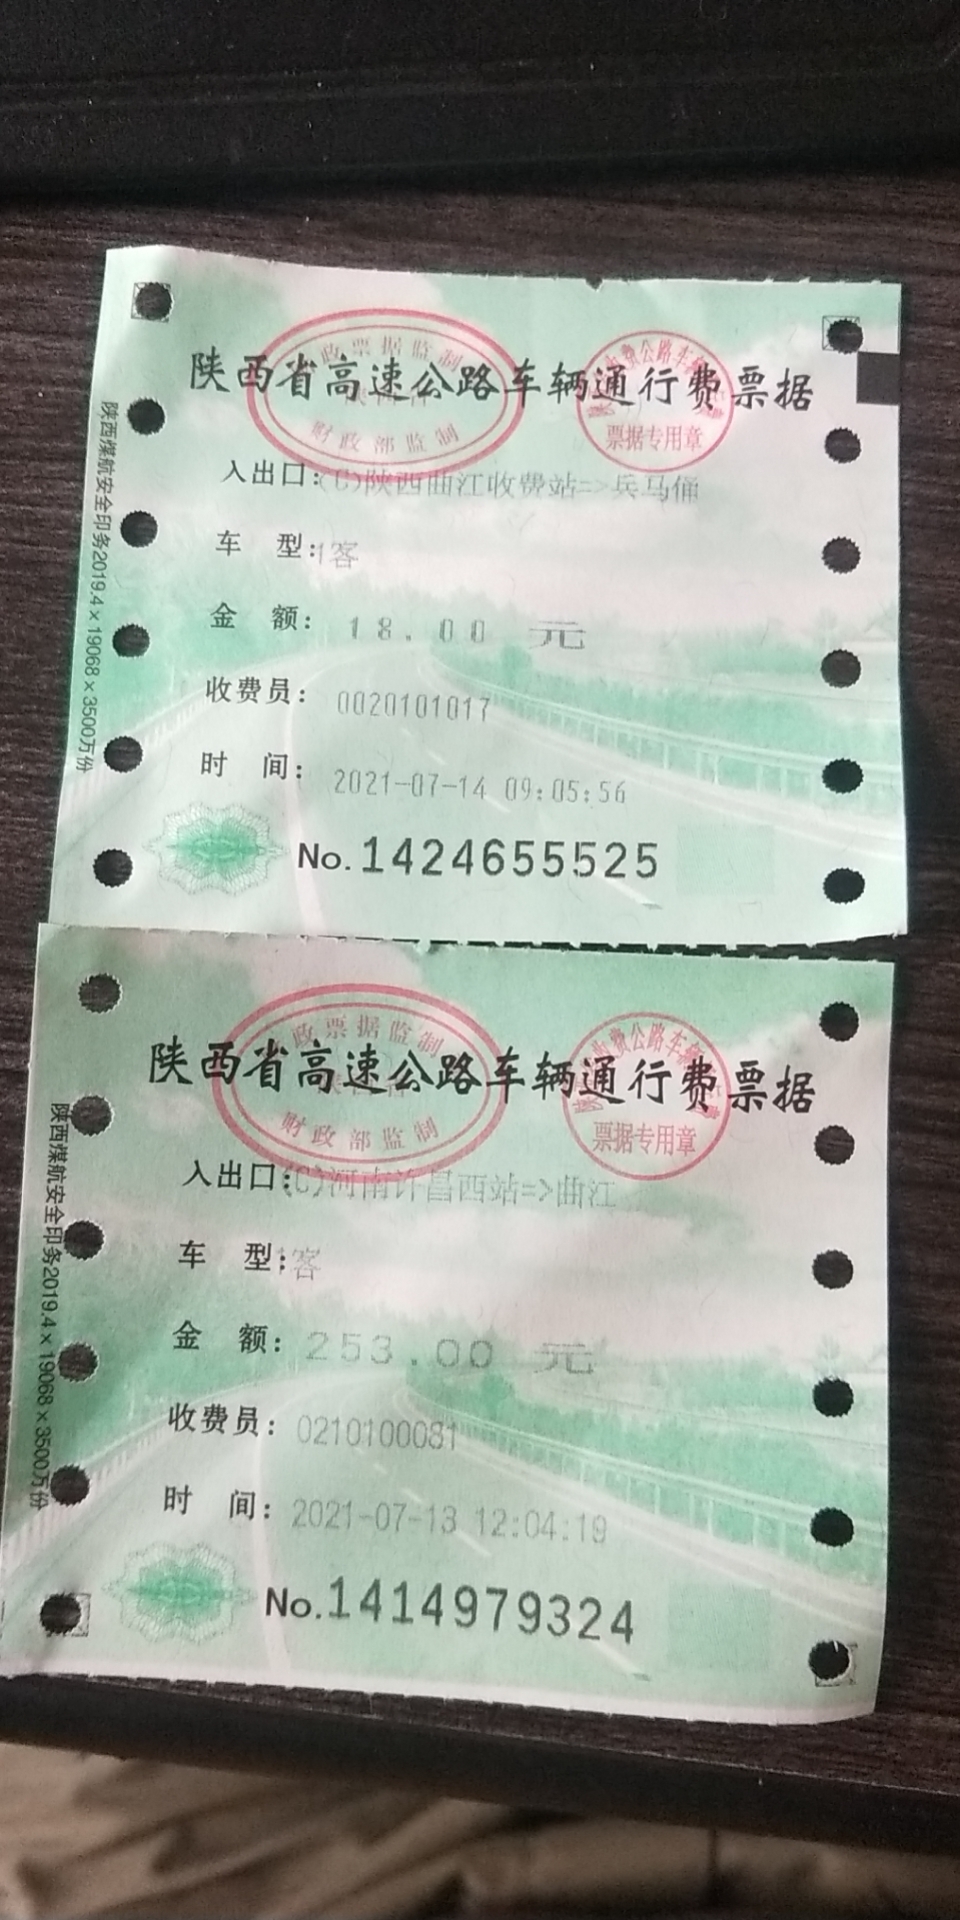 陕西省高速公路车辆通行费票据
政票据监制
财政部监制
票据专用章
入出口:(C)陕西曲江收费站=>兵马俑
车 型:1客
金 额: 18.00 元
收费员: 0020101017
时 间: 2021-07-14 09:05:56
No.1424655525
陕西煤航安全印务2019.4×19068×3500万份
陕西省高速公路车辆通行费票据
政票据监制
财政部监制
票据专用章
入出口:(C)河南许昌西站=>曲江
车 型:1客
金 额: 253.00 元
收费员: 0210100081
时 间: 2021-07-13 12:04:19
No.1414979324
陕西煤航安全印务2019.4×19068×3500万份